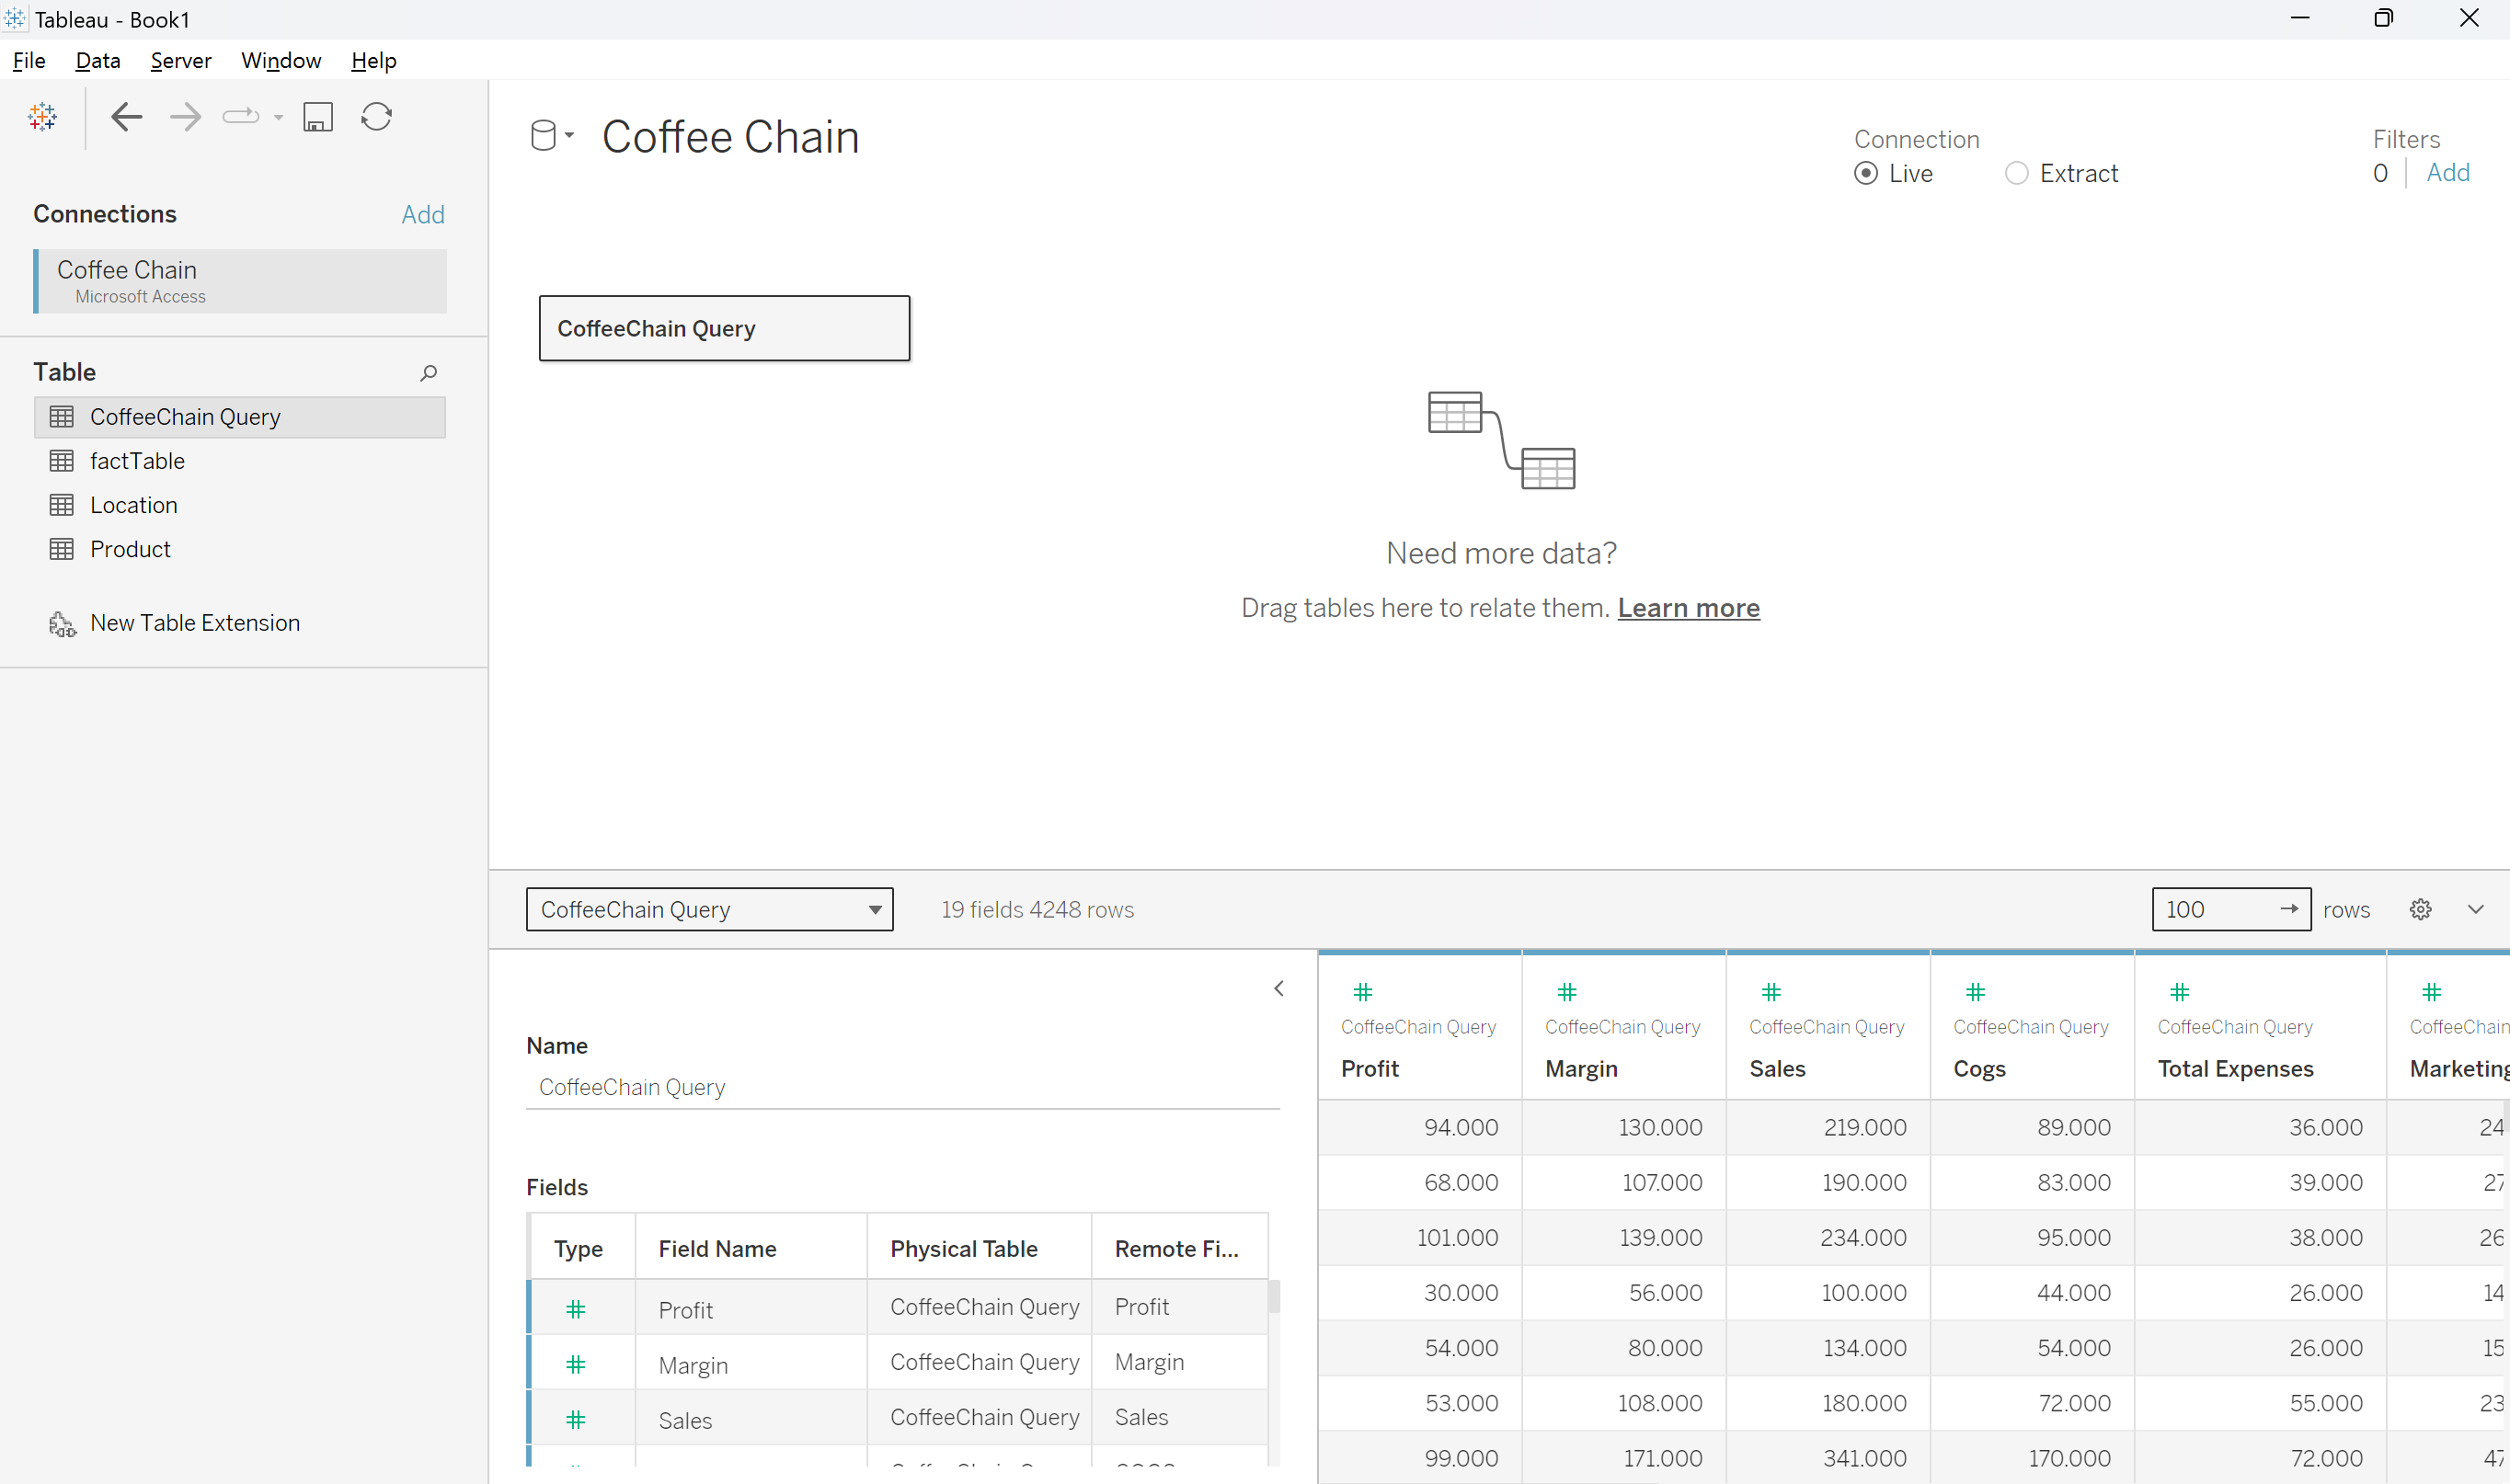 Tableau - Book1
File Data Server Window Help
Connections Add
Coffee Chain
Microsoft Access
Table
CoffeeChain Query
factTable
Location
Product
New Table Extension
Coffee Chain
Connection
Live Extract
Filters
0 Add
CoffeeChain Query
Need more data?
Drag tables here to relate them. Learn more
CoffeeChain Query 19 fields 4248 rows 100 rows
Name
CoffeeChain Query
Fields
Type Field Name Physical Table Remote Fi...
Profit CoffeeChain Query Profit
Margin CoffeeChain Query Margin
Sales CoffeeChain Query Sales
CoffeeChain Query CoffeeChain Query CoffeeChain Query CoffeeChain Query CoffeeChain Query CoffeeChain
Profit Margin Sales Cogs Total Expenses Marketing
94.000 130.000 219.000 89.000 36.000 24
68.000 107.000 190.000 83.000 39.000 27
101.000 139.000 234.000 95.000 38.000 26
30.000 56.000 100.000 44.000 26.000 14
54.000 80.000 134.000 54.000 26.000 15
53.000 108.000 180.000 72.000 55.000 23
99.000 171.000 341.000 170.000 72.000 47